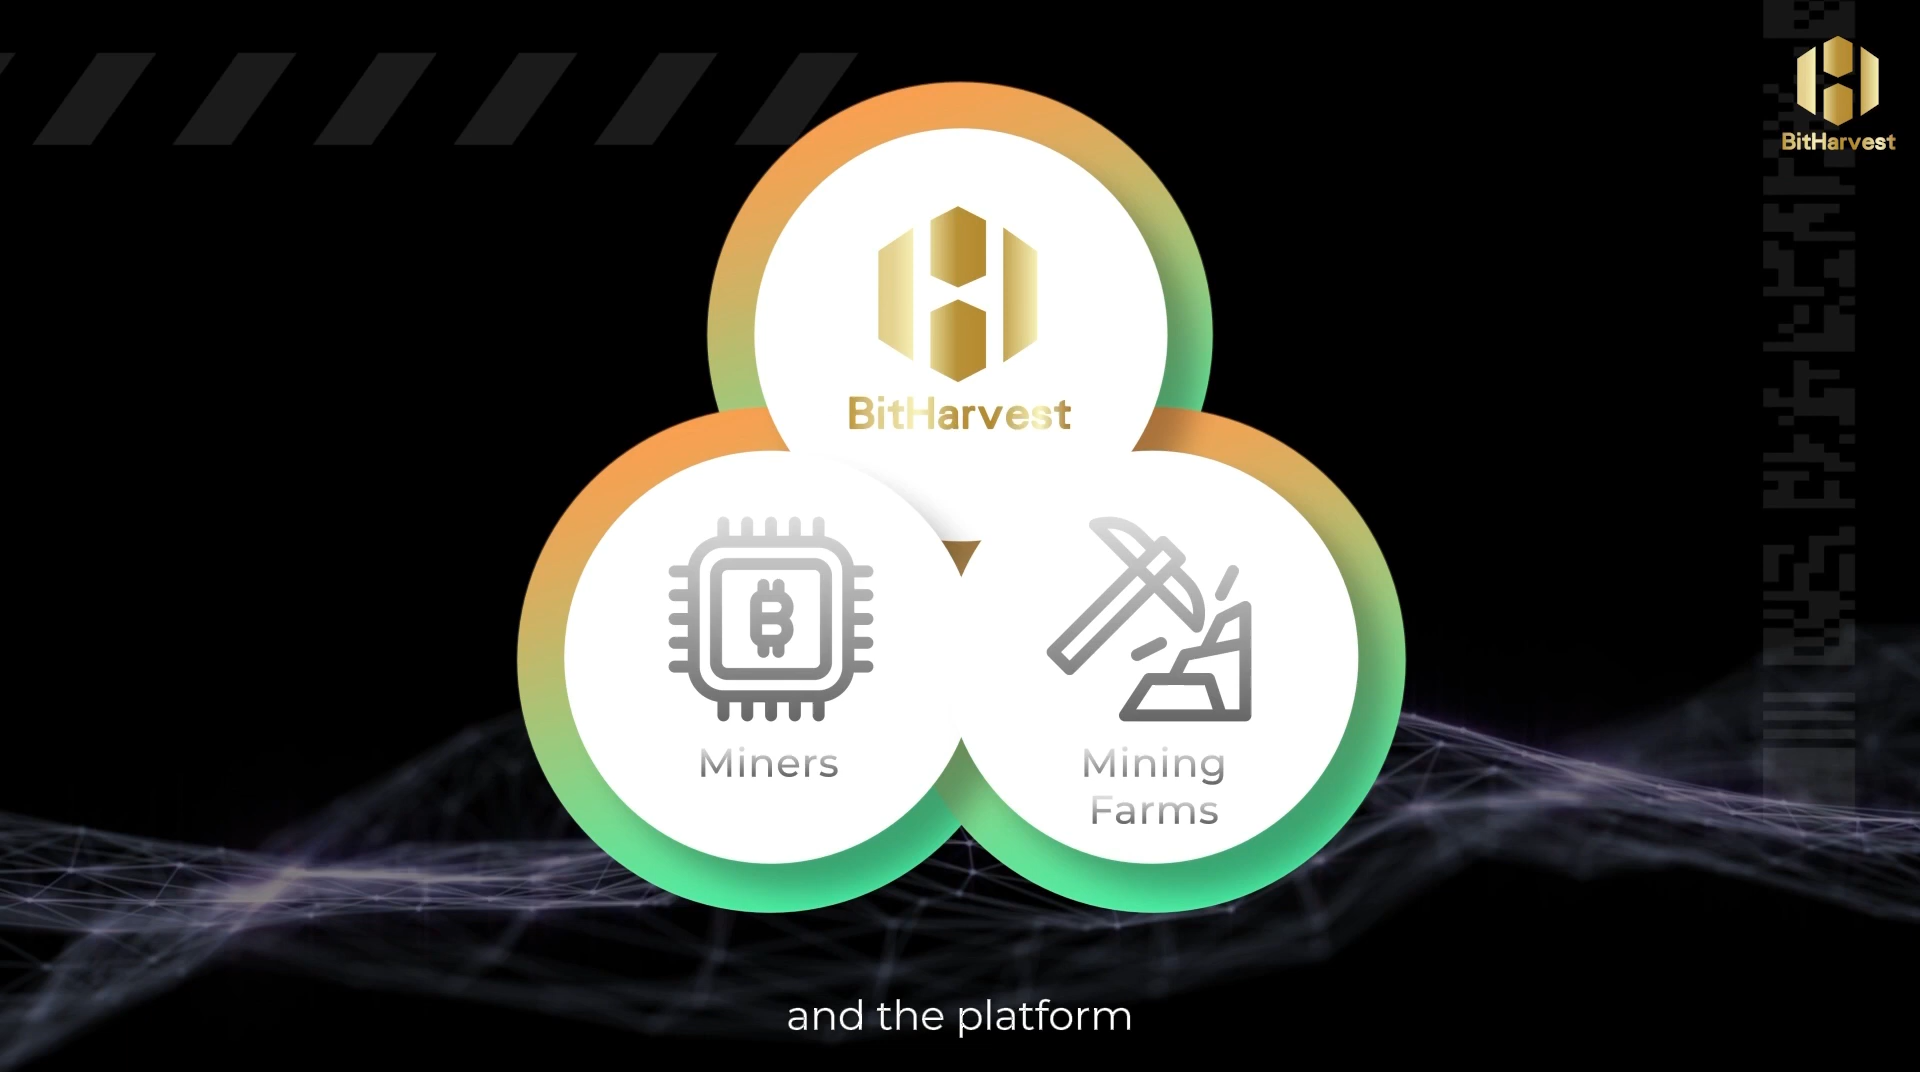 BitHarvest
BitHarvest
Miners
Mining
Farms
and the platform